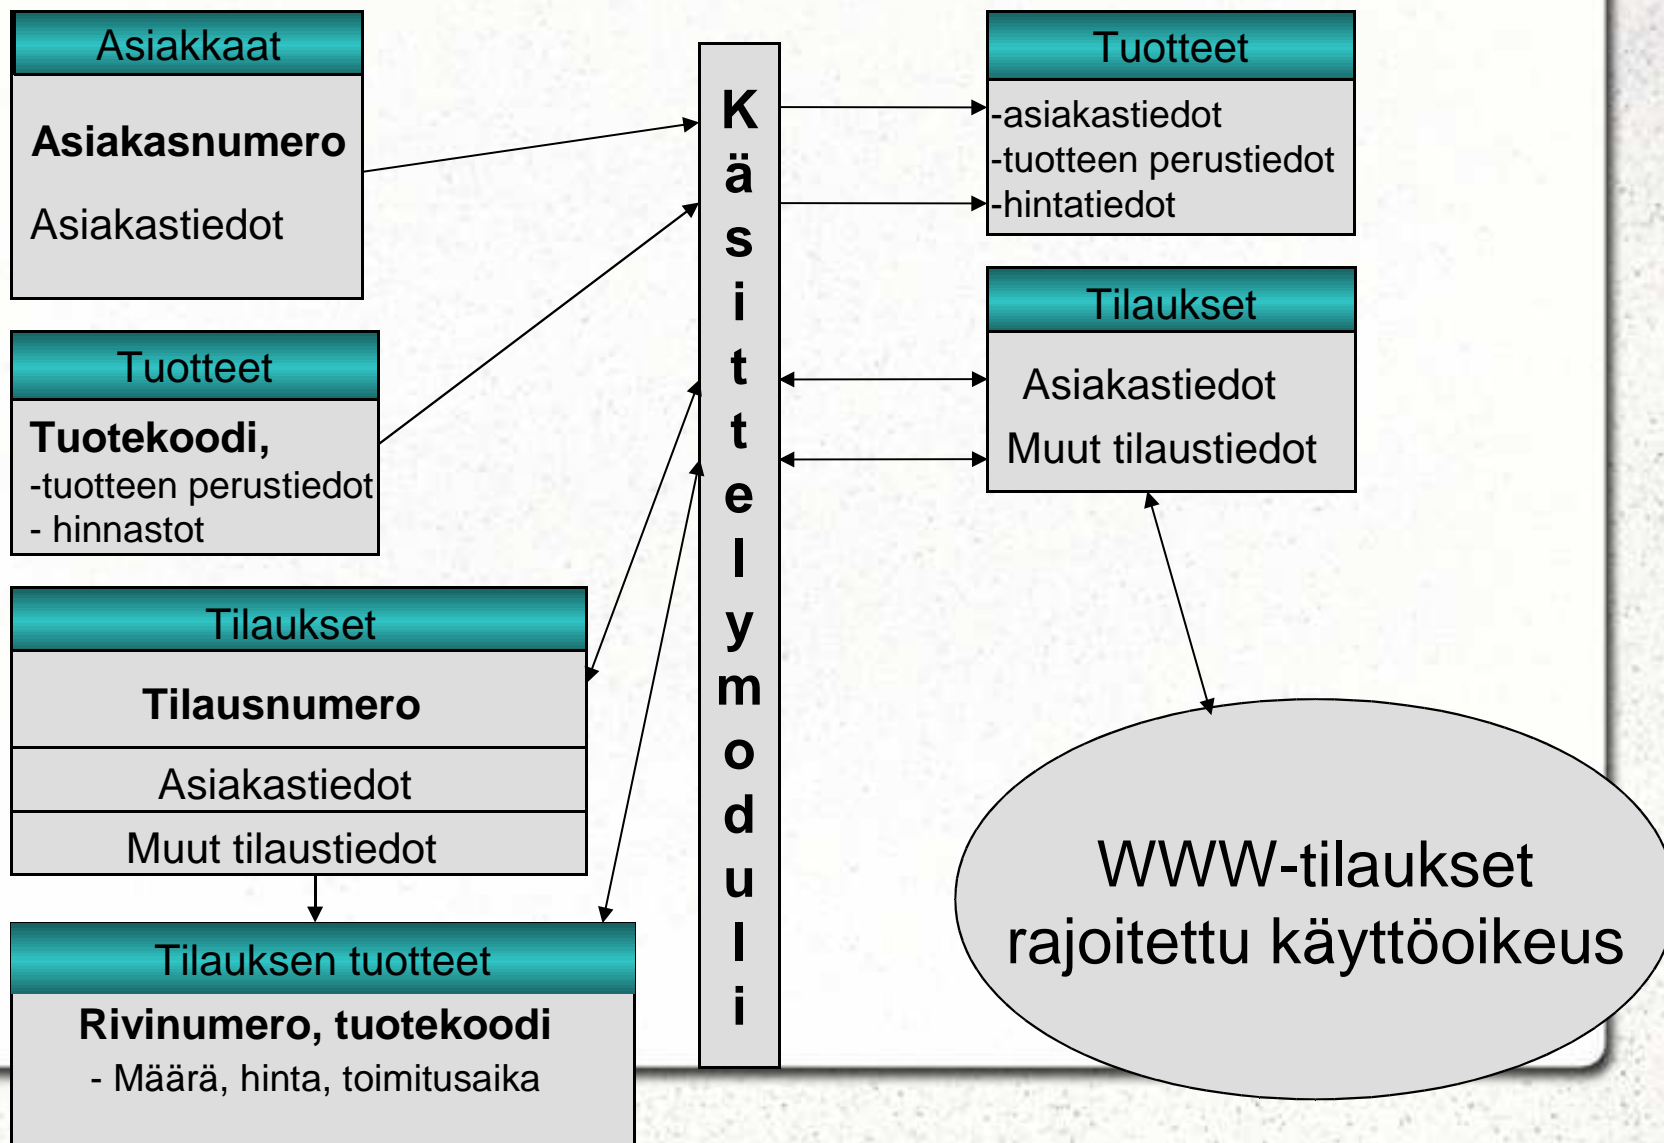 Asiakkaat
Asiakasnumero
Asiakastiedot
Tuotteet
Tuotekoodi,
-tuotteen perustiedot
- hinnastot
Tilaukset
Tilausnumero
Asiakastiedot
Muut tilaustiedot
Tilauksen tuotteet
Rivinumero, tuotekoodi
- Määrä, hinta, toimitusaika
Käsittelymoduli
Tuotteet
-asiakastiedot
-tuotteen perustiedot
-hintatiedot
Tilaukset
Asiakastiedot
Muut tilaustiedot
WWW-tilaukset
rajoitettu käyttöoikeus